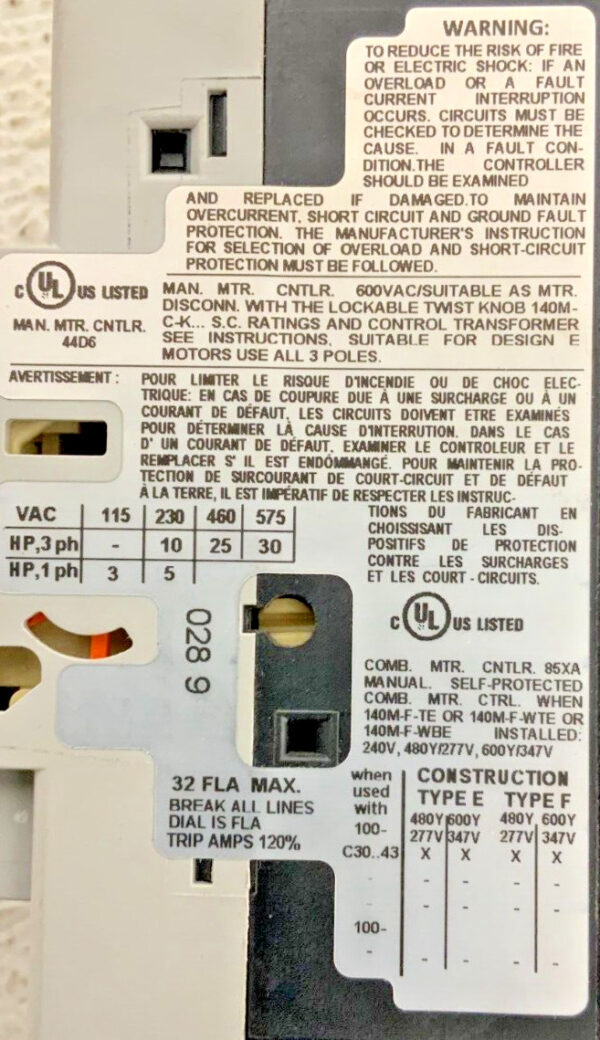 WARNING:
TO REDUCE THE RISK OF FIRE
OR ELECTRIC SHOCK: IF AN
OVERLOAD OR A FAULT
CURRENT INTERRUPTION
OCCURS. CIRCUITS MUST BE
CHECKED TO DETERMINE THE
CAUSE. IN A FAULT CON-
DITION.THE CONTROLLER
SHOULD BE EXAMINED
AND REPLACED IF DAMAGED.TO MAINTAIN
OVERCURRENT, SHORT CIRCUIT AND GROUND FAULT
PROTECTION. THE MANUFACTURER'S INSTRUCTION
FOR SELECTION OF OVERLOAD AND SHORT-CIRCUIT
PROTECTION MUST BE FOLLOWED.
C UL US LISTED
MAN. MTR. CNTLR.
44D6
MAN. MTR. CNTLR. 600VAC/SUITABLE AS MTR.
DISCONN. WITH THE LOCKABLE TWIST KNOB 140M-
C-K... S.C. RATINGS AND CONTROL TRANSFORMER
SEE INSTRUCTIONS, SUITABLE FOR DESIGN E
MOTORS USE ALL 3 POLES.
AVERTISSEMENT : POUR LIMITER LE RISQUE D'INCENDIE OU DE CHOC ELEC-
TRIQUE: EN CAS DE COUPURE DUE À UNE SURCHARGE OU À UN
COURANT DE DÉFAUT, LES CIRCUITS DOIVENT ETRE EXAMINÉS
POUR DÉTERMINER LÀ CAUSE D'INTERRUTION. DANS LE CAS
D' UN COURANT DE DÉFAUT, EXAMINER LE CONTROLEUR ET LE
REMPLACER S' IL EST ENDÓMMANGÉ. POUR MAINTENIR LA PRO-
TECTION DE SURCOURANT DE COURT-CIRCUIT ET DE DÉFAUT
À LA TERRE, IL EST IMPÉRATIF DE RESPECTER LES INSTRUC-
TIONS DU FABRICANT EN
CHOISSISANT LES DIS-
POSITIFS DE PROTECTION
CONTRE LES SURCHARGES
ET LES COURT - CIRCUITS.
VAC 115 230 460 575
HP,3 ph - 10 25 30
HP,1 ph 3 5
028 9
C UL US LISTED
COMB. MTR. CNTLR. 85XA
MANUAL. SELF-PROTECTED
COMB. MTR. CTRL. WHEN
140M-F-TE OR 140M-F-WTE OR
140M-F-WBE INSTALLED:
240V, 480Y/277V, 600Y/347V
32 FLA MAX.
BREAK ALL LINES
DIAL IS FLA
TRIP AMPS 120%
when used with CONSTRUCTION
TYPE E TYPE F
100- 480Y 277V 600Y 347V 480Y 277V 600Y 347V
C30..43 X X X X
- - - - -
- - - - -
100-
- - - - -